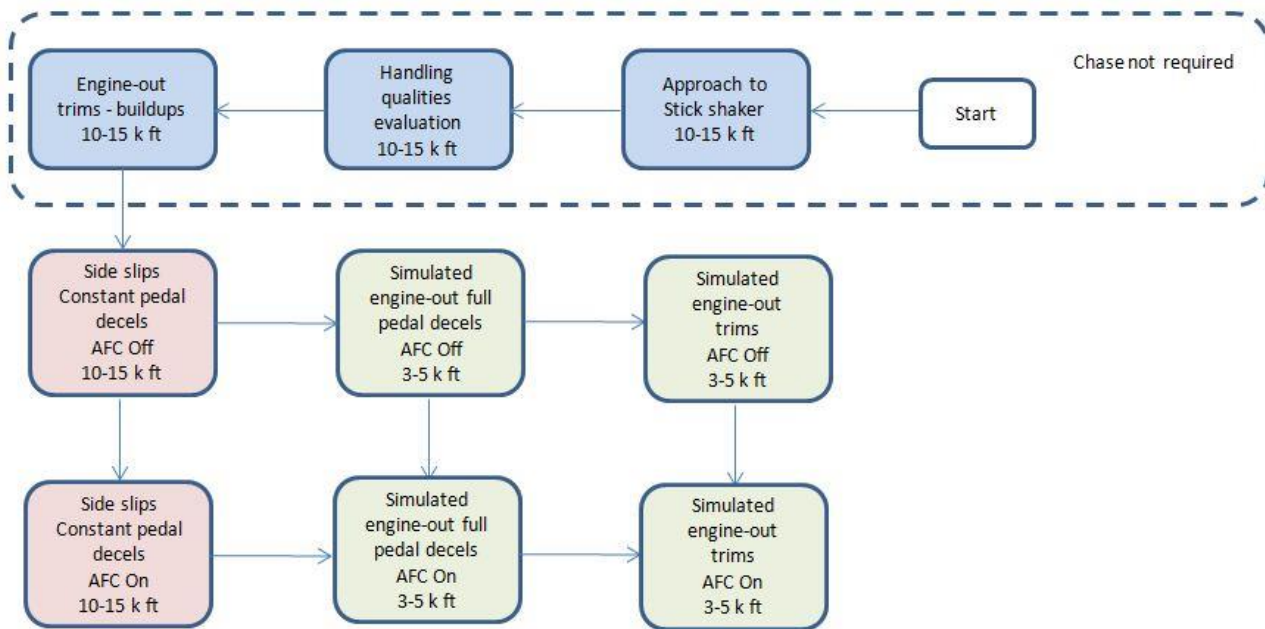 Engine-out
trims - buildups
10-15 k ft
Handling
qualities
evaluation
10-15 k ft
Approach to
Stick shaker
10-15 k ft
Start
Chase not required
Side slips
Constant pedal
decels
AFC Off
10-15 k ft
Simulated
engine-out full
pedal decels
AFC Off
3-5 k ft
Simulated
engine-out
trims
AFC Off
3-5 k ft
Side slips
Constant pedal
decels
AFC On
10-15 k ft
Simulated
engine-out full
pedal decels
AFC On
3-5 k ft
Simulated
engine-out
trims
AFC On
3-5 k ft